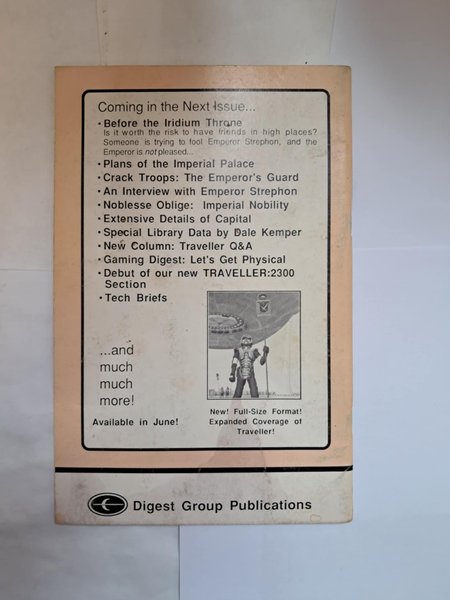 Coming in the Next Issue...
• Before the Iridium Throne
Is it worth the risk to have friends in high places?
Someone is trying to fool Emperor Strephon, and the
Emperor is not pleased...
• Plans of the Imperial Palace
• Crack Troops: The Emperor's Guard
• An Interview with Emperor Strephon
• Noblesse Oblige: Imperial Nobility
• Extensive Details of Capital
• Special Library Data by Dale Kemper
• New Column: Traveller Q&A
• Gaming Digest: Let's Get Physical
• Debut of our new TRAVELLER:2300
Section
• Tech Briefs
...and
much
much
more!
Available in June!
New! Full-Size Format!
Expanded Coverage of
Traveller!
Digest Group Publications